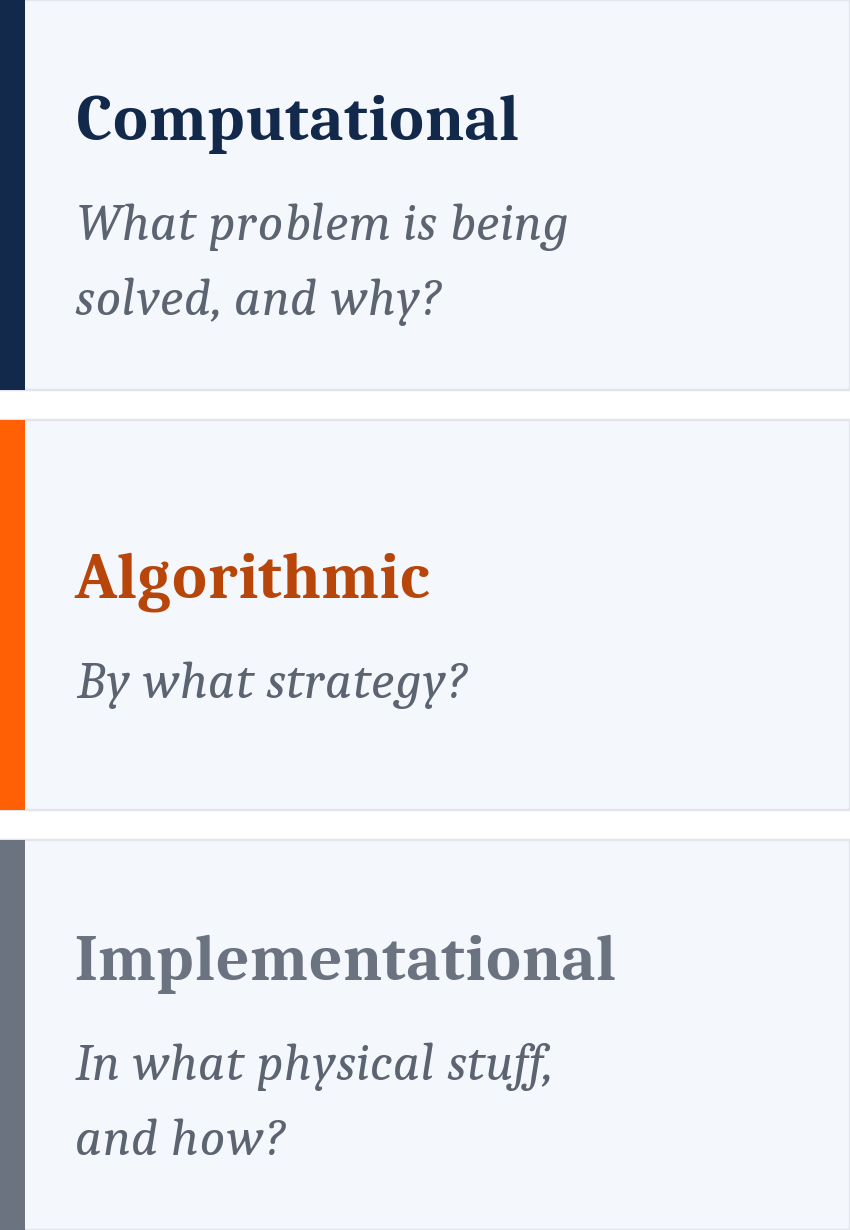 Computational
What problem is being
solved, and why?
Algorithmic
By what strategy?
Implementational
In what physical stuff,
and how?